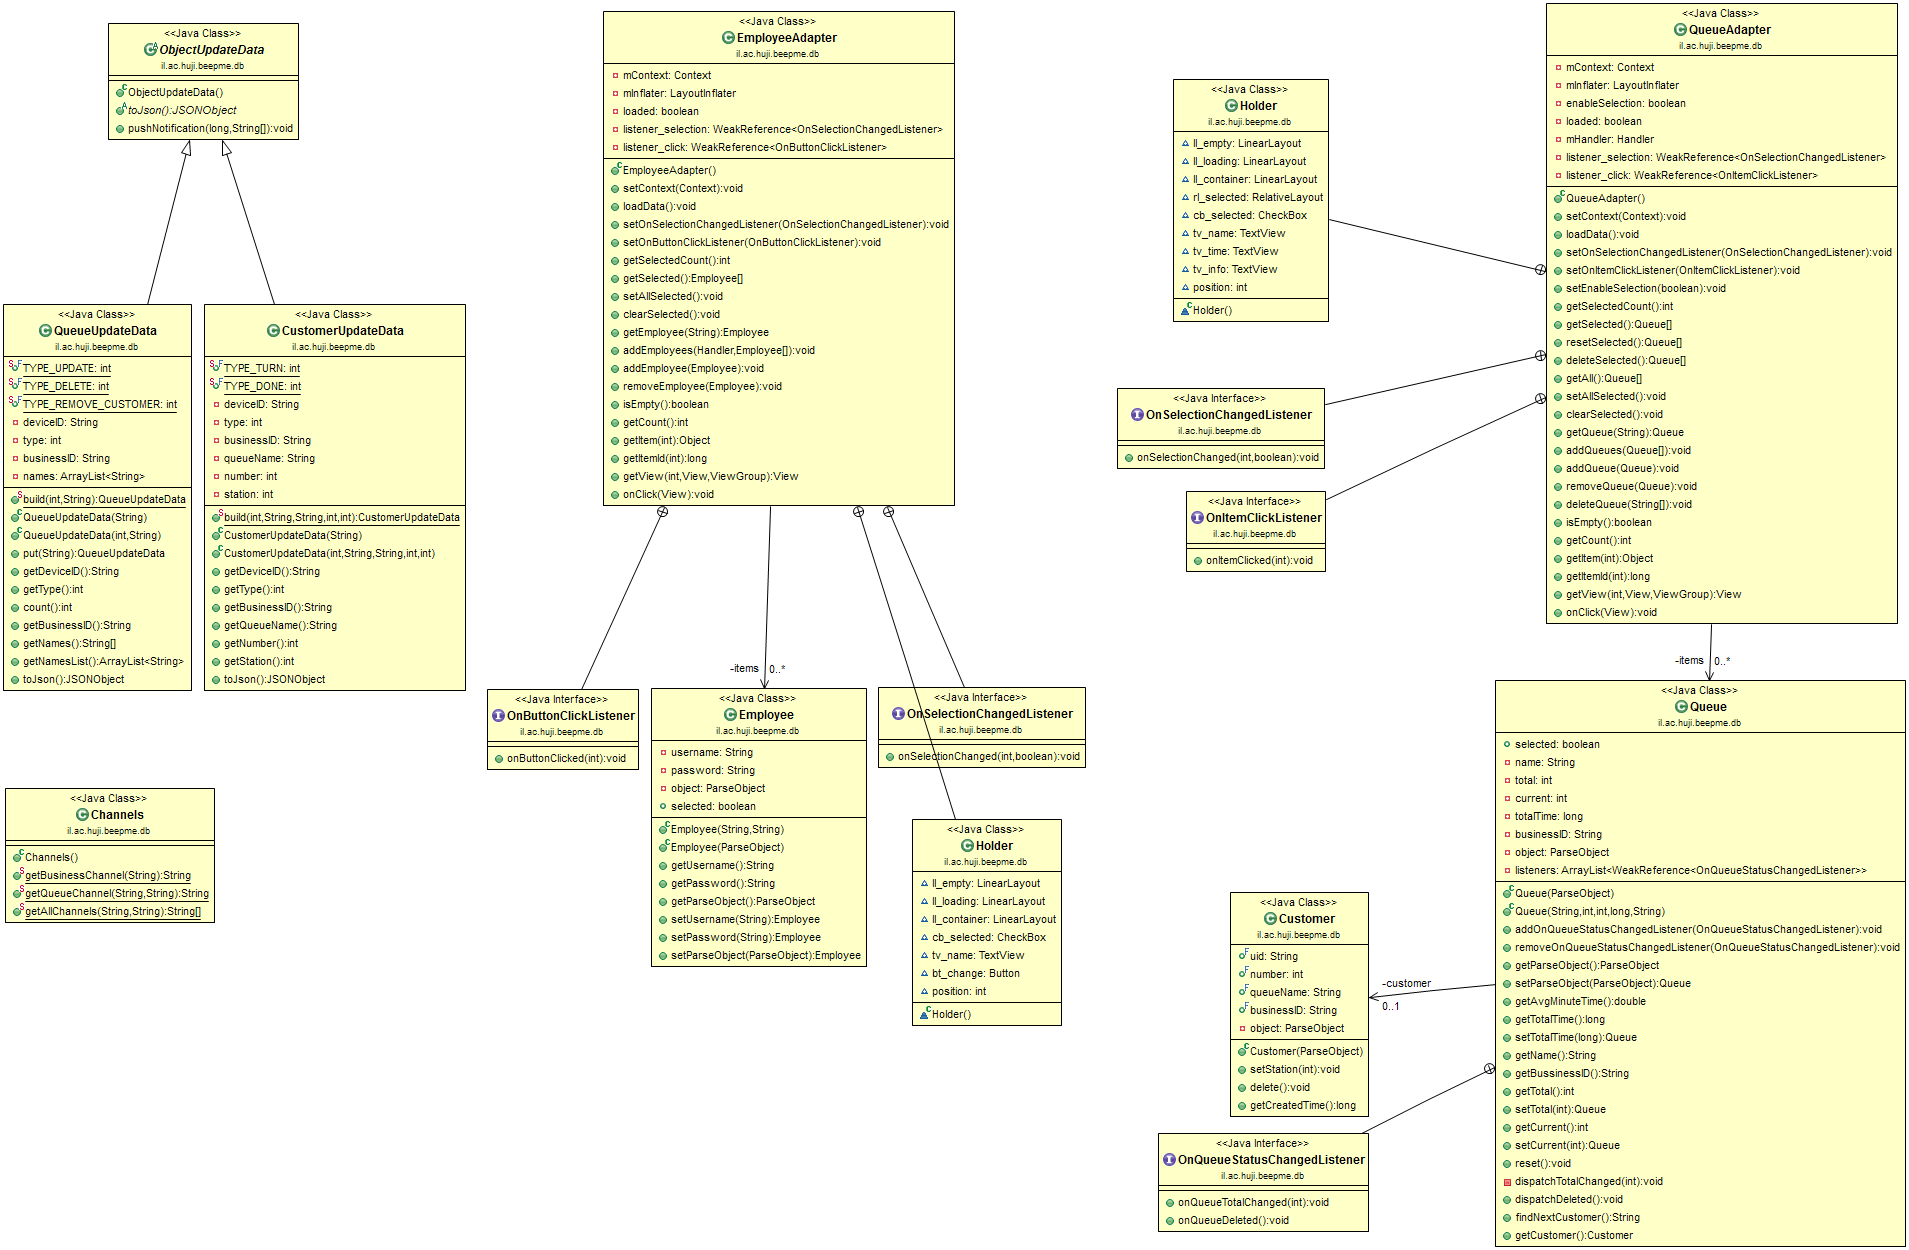 <<Java Class>>
ObjectUpdateData
il.ac.huji.beepme.db
ObjectUpdateData()
toJson():JSONObject
pushNotification(long,String[]):void
<<Java Class>>
QueueUpdateData
il.ac.huji.beepme.db
TYPE_UPDATE: int
TYPE_DELETE: int
TYPE_REMOVE_CUSTOMER: int
deviceID: String
type: int
businessID: String
names: ArrayList<String>
build(int,String):QueueUpdateData
QueueUpdateData(String)
QueueUpdateData(int,String)
put(String):QueueUpdateData
getDeviceID():String
getType():int
count():int
getBusinessID():String
getNames():String[]
getNamesList():ArrayList<String>
toJson():JSONObject
<<Java Class>>
CustomerUpdateData
il.ac.huji.beepme.db
TYPE_TURN: int
TYPE_DONE: int
deviceID: String
type: int
businessID: String
queueName: String
number: int
station: int
build(int,String,String,int,int):CustomerUpdateData
CustomerUpdateData(String)
CustomerUpdateData(int,String,String,int,int)
getDeviceID():String
getType():int
getBusinessID():String
getQueueName():String
getNumber():int
getStation():int
toJson():JSONObject
<<Java Class>>
Channels
il.ac.huji.beepme.db
Channels()
getBusinessChannel(String):String
getQueueChannel(String,String):String
getAllChannels(String,String):String[]
<<Java Class>>
EmployeeAdapter
il.ac.huji.beepme.db
mContext: Context
mInflater: LayoutInflater
loaded: boolean
listener_selection: WeakReference<OnSelectionChangedListener>
listener_click: WeakReference<OnButtonClickListener>
EmployeeAdapter()
setContext(Context):void
loadData():void
setOnSelectionChangedListener(OnSelectionChangedListener):void
setOnButtonClickListener(OnButtonClickListener):void
getSelectedCount():int
getSelected():Employee[]
setAllSelected():void
clearSelected():void
getEmployee(String):Employee
addEmployees(Handler,Employee[]):void
addEmployee(Employee):void
removeEmployee(Employee):void
isEmpty():boolean
getCount():int
getItem(int):Object
getItemId(int):long
getView(int,View,ViewGroup):View
onClick(View):void
-items 0..*
<<Java Interface>>
OnButtonClickListener
il.ac.huji.beepme.db
onButtonClicked(int):void
<<Java Class>>
Employee
il.ac.huji.beepme.db
username: String
password: String
object: ParseObject
selected: boolean
Employee(String,String)
Employee(ParseObject)
getUsername():String
getPassword():String
getParseObject():ParseObject
setUsername(String):Employee
setPassword(String):Employee
setParseObject(ParseObject):Employee
<<Java Interface>>
OnSelectionChangedListener
il.ac.huji.beepme.db
onSelectionChanged(int,boolean):void
<<Java Class>>
Holder
il.ac.huji.beepme.db
ll_empty: LinearLayout
ll_loading: LinearLayout
ll_container: LinearLayout
cb_selected: CheckBox
tv_name: TextView
bt_change: Button
position: int
Holder()
<<Java Class>>
Holder
il.ac.huji.beepme.db
ll_empty: LinearLayout
ll_loading: LinearLayout
ll_container: LinearLayout
rl_selected: RelativeLayout
cb_selected: CheckBox
tv_name: TextView
tv_time: TextView
tv_info: TextView
position: int
Holder()
<<Java Interface>>
OnSelectionChangedListener
il.ac.huji.beepme.db
onSelectionChanged(int,boolean):void
<<Java Interface>>
OnItemClickListener
il.ac.huji.beepme.db
onItemClicked(int):void
<<Java Class>>
QueueAdapter
il.ac.huji.beepme.db
mContext: Context
mInflater: LayoutInflater
enableSelection: boolean
loaded: boolean
mHandler: Handler
listener_selection: WeakReference<OnSelectionChangedListener>
listener_click: WeakReference<OnItemClickListener>
QueueAdapter()
setContext(Context):void
loadData():void
setOnSelectionChangedListener(OnSelectionChangedListener):void
setOnItemClickListener(OnItemClickListener):void
setEnableSelection(boolean):void
getSelectedCount():int
getSelected():Queue[]
resetSelected():Queue[]
deleteSelected():Queue[]
getAll():Queue[]
setAllSelected():void
clearSelected():void
getQueue(String):Queue
addQueues(Queue[]):void
addQueue(Queue):void
removeQueue(Queue):void
deleteQueue(String[]):void
isEmpty():boolean
getCount():int
getItem(int):Object
getItemId(int):long
getView(int,View,ViewGroup):View
onClick(View):void
-items 0..*
<<Java Class>>
Queue
il.ac.huji.beepme.db
selected: boolean
name: String
total: int
current: int
totalTime: long
businessID: String
object: ParseObject
listeners: ArrayList<WeakReference<OnQueueStatusChangedListener>>
Queue(ParseObject)
Queue(String,int,int,long,String)
addOnQueueStatusChangedListener(OnQueueStatusChangedListener):void
removeOnQueueStatusChangedListener(OnQueueStatusChangedListener):void
getParseObject():ParseObject
setParseObject(ParseObject):Queue
getAvgMinuteTime():double
getTotalTime():long
setTotalTime(long):Queue
getName():String
getBussinessID():String
getTotal():int
setTotal(int):Queue
getCurrent():int
setCurrent(int):Queue
reset():void
dispatchTotalChanged(int):void
dispatchDeleted():void
findNextCustomer():String
getCustomer():Customer
-customer
0..1
<<Java Class>>
Customer
il.ac.huji.beepme.db
uid: String
number: int
queueName: String
businessID: String
object: ParseObject
Customer(ParseObject)
setStation(int):void
delete():void
getCreatedTime():long
<<Java Interface>>
OnQueueStatusChangedListener
il.ac.huji.beepme.db
onQueueTotalChanged(int):void
onQueueDeleted():void